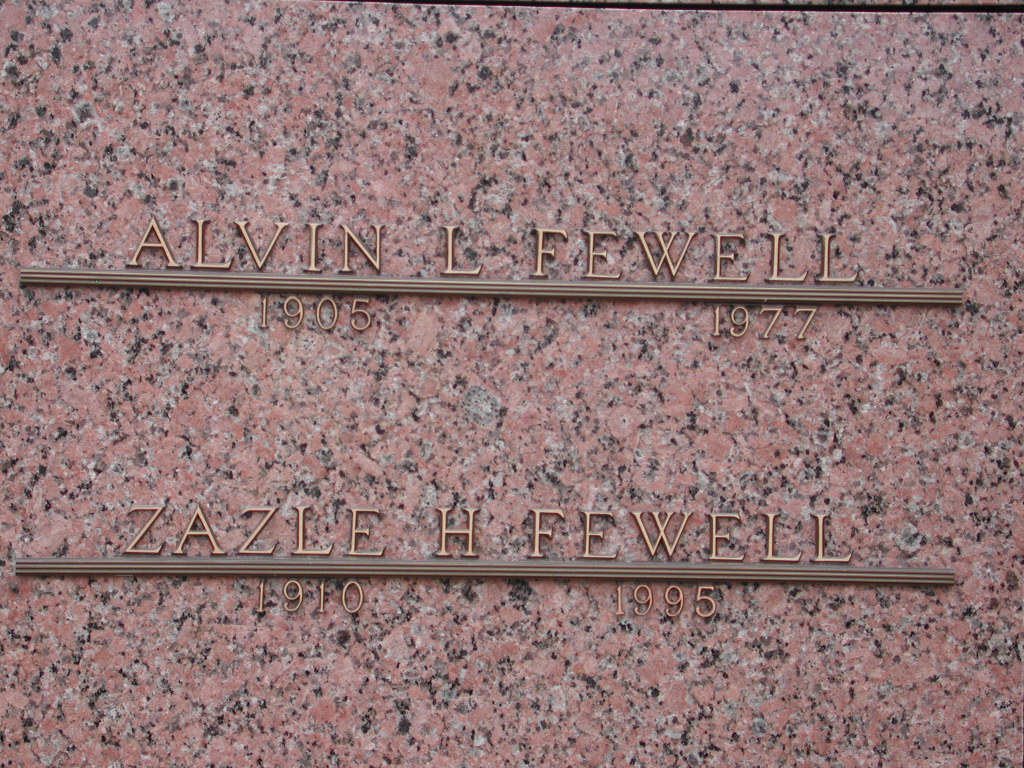 ALVIN L FEWELL
1905 1977
ZAZLE H FEWELL
1910 1995